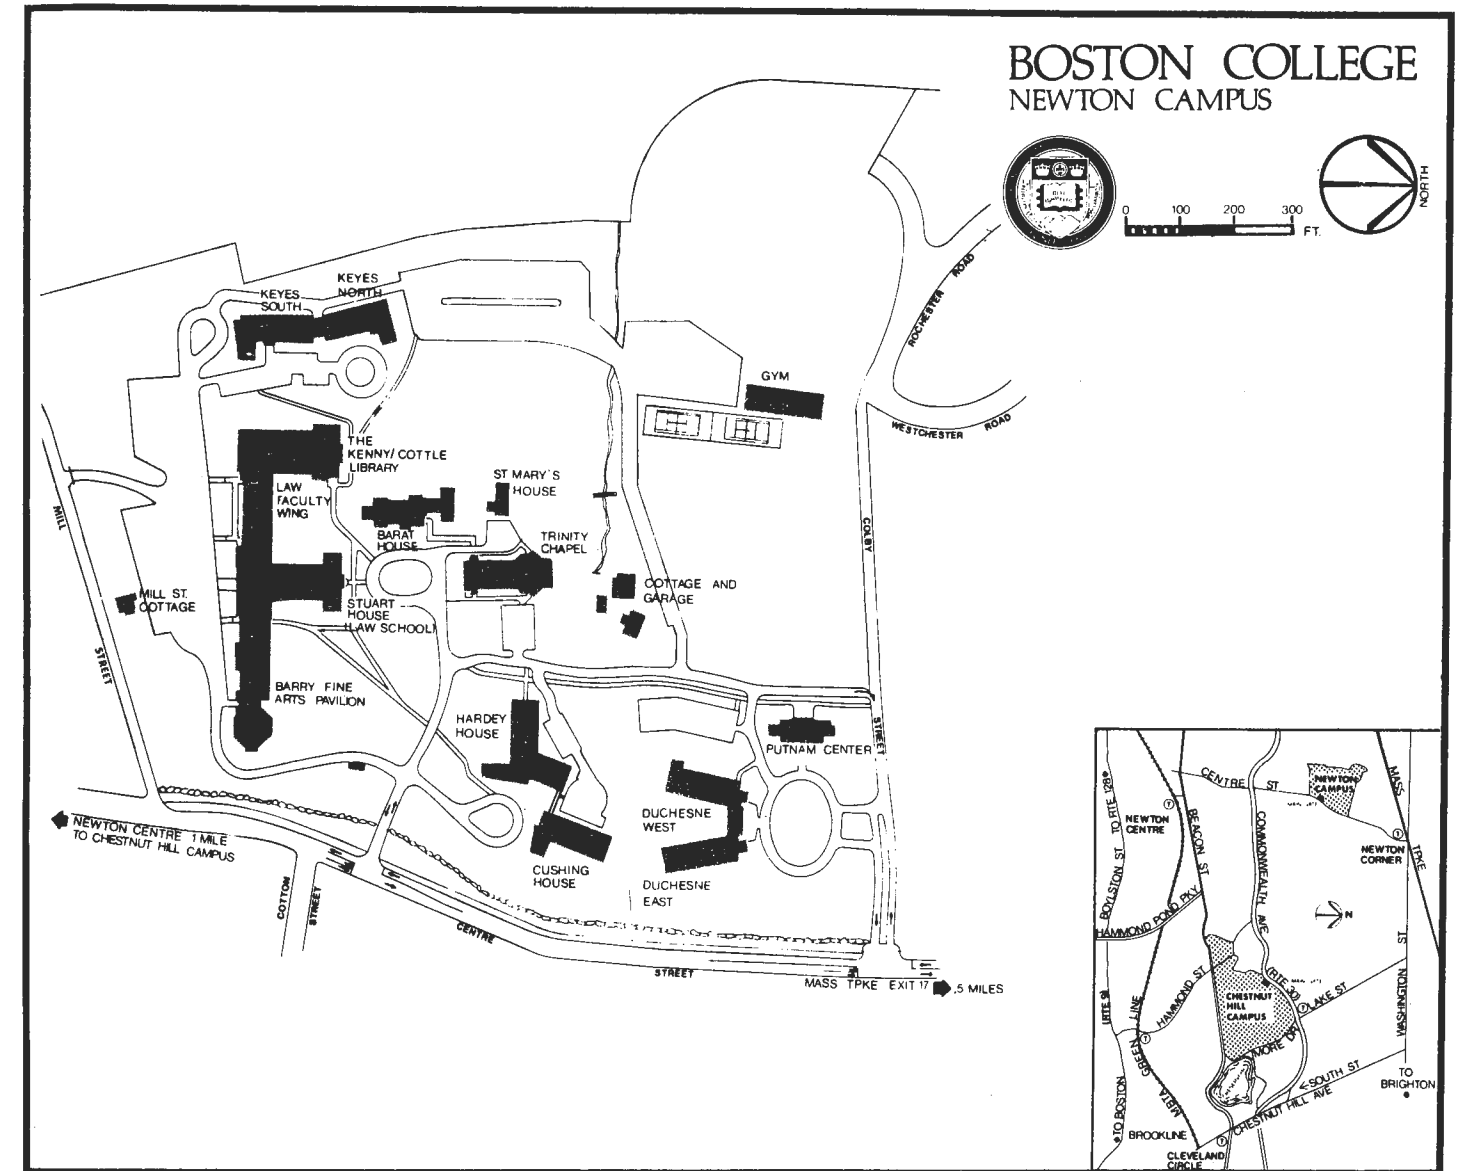 BOSTON COLLEGE
NEWTON CAMPUS
0 100 200 300 FT.
NORTH
KEYES
NORTH
KEYES
SOUTH
ROCHESTER ROAD
GYM
WESTCHESTER ROAD
THE
KENNY/COTTLE
LIBRARY
LAW
FACULTY
WING
ST MARY'S
HOUSE
BARAT
HOUSE
TRINITY
CHAPEL
COTTAGE AND
GARAGE
COLBY
STREET
MILL
STREET
MILL ST.
COTTAGE
STUART
HOUSE
(LAW SCHOOL)
BARRY FINE
ARTS PAVILION
HARDEY
HOUSE
PUTNAM CENTER
DUCHESNE
WEST
DUCHESNE
EAST
CUSHING
HOUSE
NEWTON CENTRE 1 MILE
TO CHESTNUT HILL CAMPUS
COTTON
STREET
CENTRE
STREET
MASS TPKE EXIT 17
.5 MILES
CENTRE ST
NEWTON
CAMPUS
MASS
TPKE
TO RTE 128
BOYLSTON ST
NEWTON
CENTRE
BEACON ST
COMMONWEALTH AVE
NEWTON
CORNER
HAMMOND POND PKY
N
(RTE 9)
HAMMOND ST
(RTE 30)
LAKE ST
CHESTNUT
HILL
CAMPUS
WASHINGTON ST
MORE DR
MBTA GREEN LINE
SOUTH ST
CHESTNUT HILL AVE
TO
BRIGHTON
TO BOSTON
BROOKLINE
CLEVELAND
CIRCLE